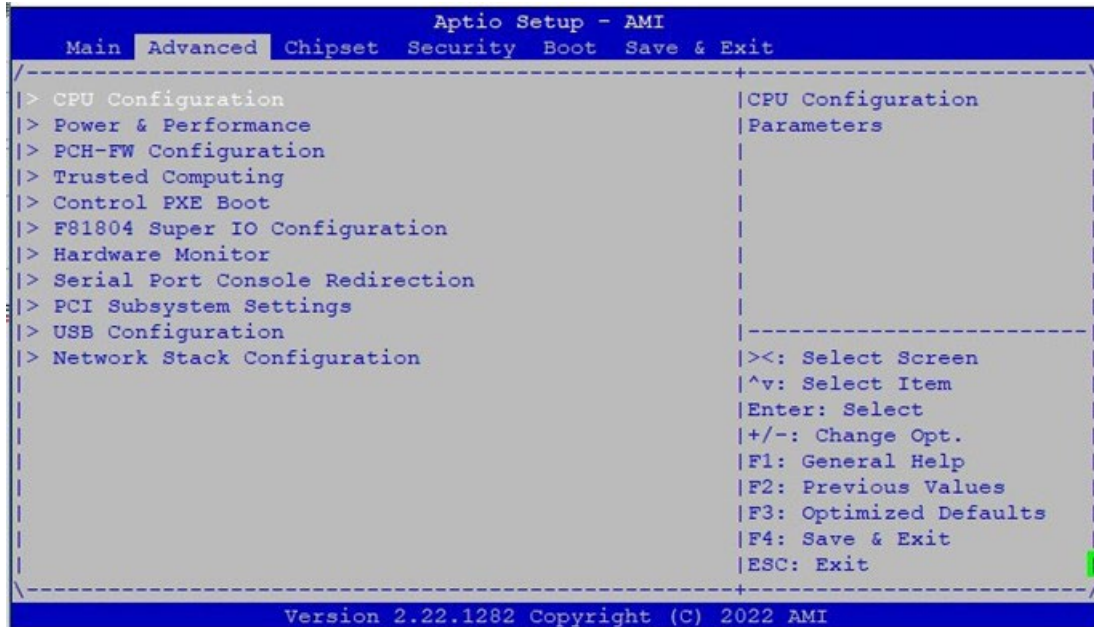 Aptio Setup - AMI
Main Advanced Chipset Security Boot Save & Exit
/----------------------------------------------------+-------------------------\
|> CPU Configuration |CPU Configuration |
|> Power & Performance |Parameters |
|> PCH-FW Configuration | |
|> Trusted Computing | |
|> Control PXE Boot | |
|> F81804 Super IO Configuration | |
|> Hardware Monitor | |
|> Serial Port Console Redirection | |
|> PCI Subsystem Settings | |
|> USB Configuration |-------------------------|
|> Network Stack Configuration |><: Select Screen |
| |^v: Select Item |
| |Enter: Select |
| |+/-: Change Opt. |
| |F1: General Help |
| |F2: Previous Values |
| |F3: Optimized Defaults |
| |F4: Save & Exit |
| |ESC: Exit |
\----------------------------------------------------+-------------------------/
Version 2.22.1282 Copyright (C) 2022 AMI